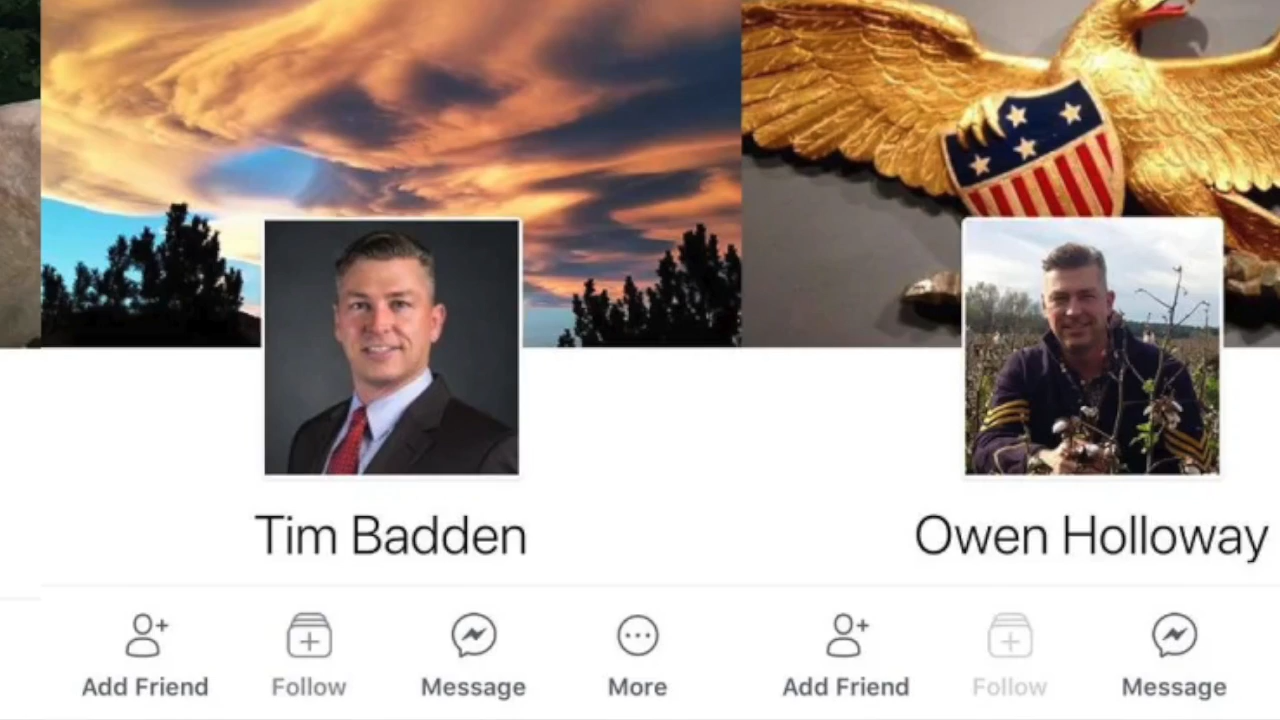 Tim Badden
Owen Holloway
Add Friend
Follow
Message
More
Add Friend
Follow
Message